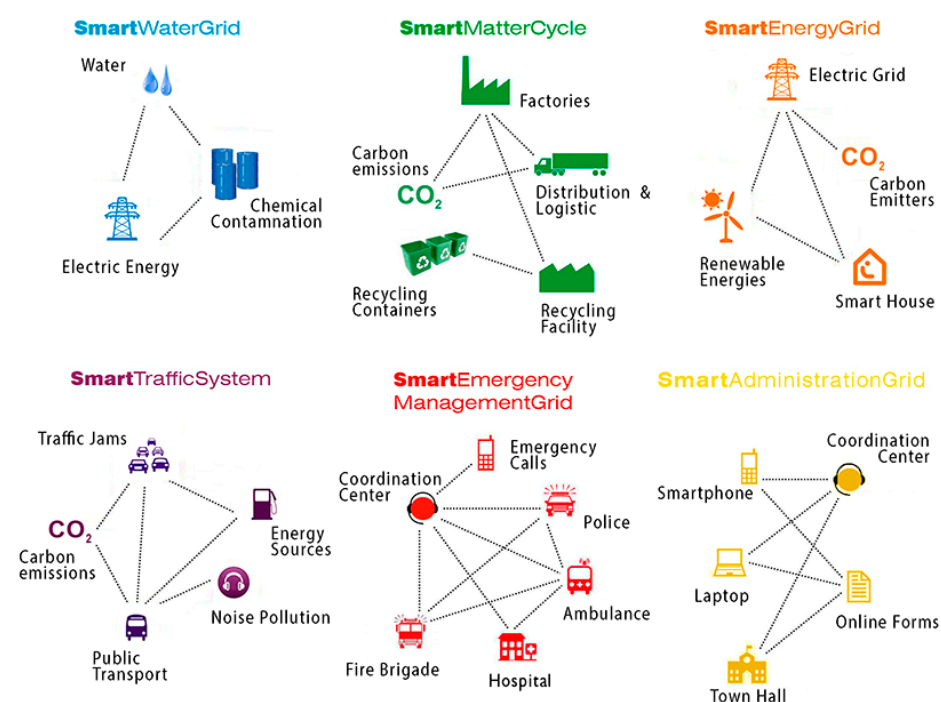 SmartWaterGrid
Water
Chemical
Contamnation
Electric Energy
SmartMatterCycle
Factories
Carbon
emissions
CO2
Distribution &
Logistic
Recycling
Containers
Recycling
Facility
SmartEnergyGrid
Electric Grid
CO2
Carbon
Emitters
Renewable
Energies
Smart House
SmartTrafficSystem
Traffic Jams
CO2
Carbon
emissions
Energy
Sources
Noise Pollution
Public
Transport
SmartEmergency
ManagementGrid
Emergency
Calls
Coordination
Center
Police
Ambulance
Fire Brigade
Hospital
SmartAdministrationGrid
Coordination
Center
Smartphone
Laptop
Online Forms
Town Hall